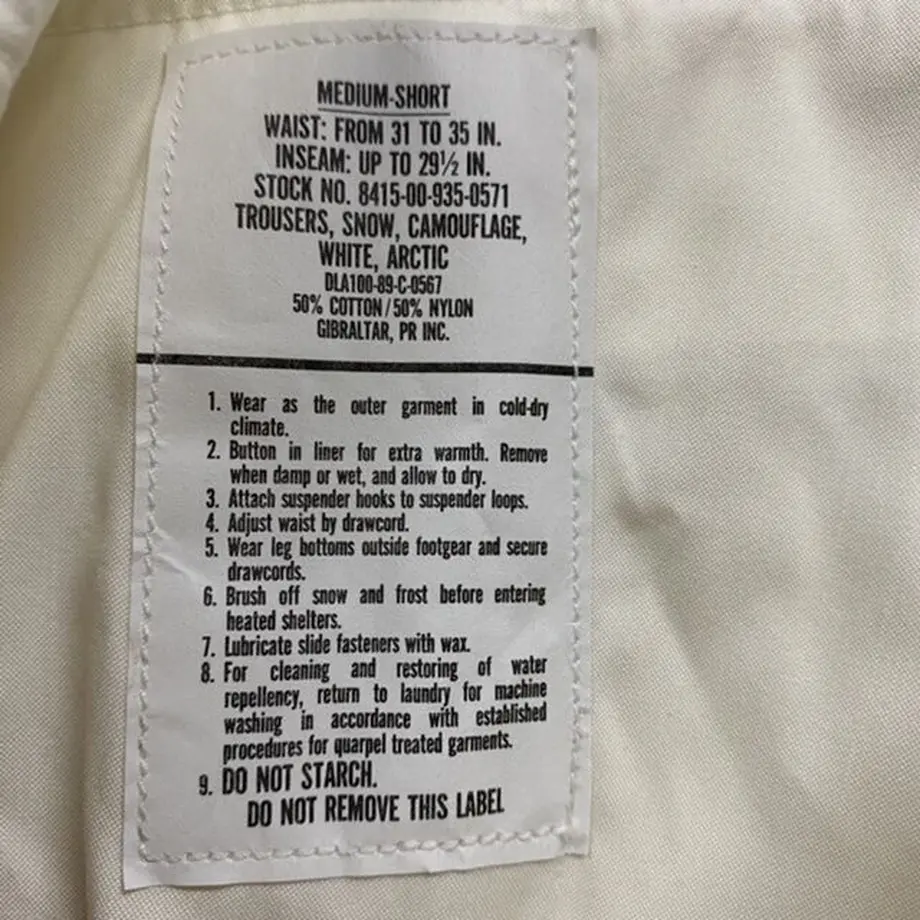 MEDIUM-SHORT
WAIST: FROM 31 TO 35 IN.
INSEAM: UP TO 29½ IN.
STOCK NO. 8415-00-935-0571
TROUSERS, SNOW, CAMOUFLAGE,
WHITE, ARCTIC
DLA100-89-C-0567
50% COTTON/50% NYLON
GIBRALTAR, PR INC.
1. Wear as the outer garment in cold-dry
climate.
2. Button in liner for extra warmth. Remove
when damp or wet, and allow to dry.
3. Attach suspender hooks to suspender loops.
4. Adjust waist by drawcord.
5. Wear leg bottoms outside footgear and secure
drawcords.
6. Brush off snow and frost before entering
heated shelters.
7. Lubricate slide fasteners with wax.
8. For cleaning and restoring of water
repellency, return to laundry for machine
washing in accordance with established
procedures for quarpel treated garments.
9. DO NOT STARCH.
DO NOT REMOVE THIS LABEL